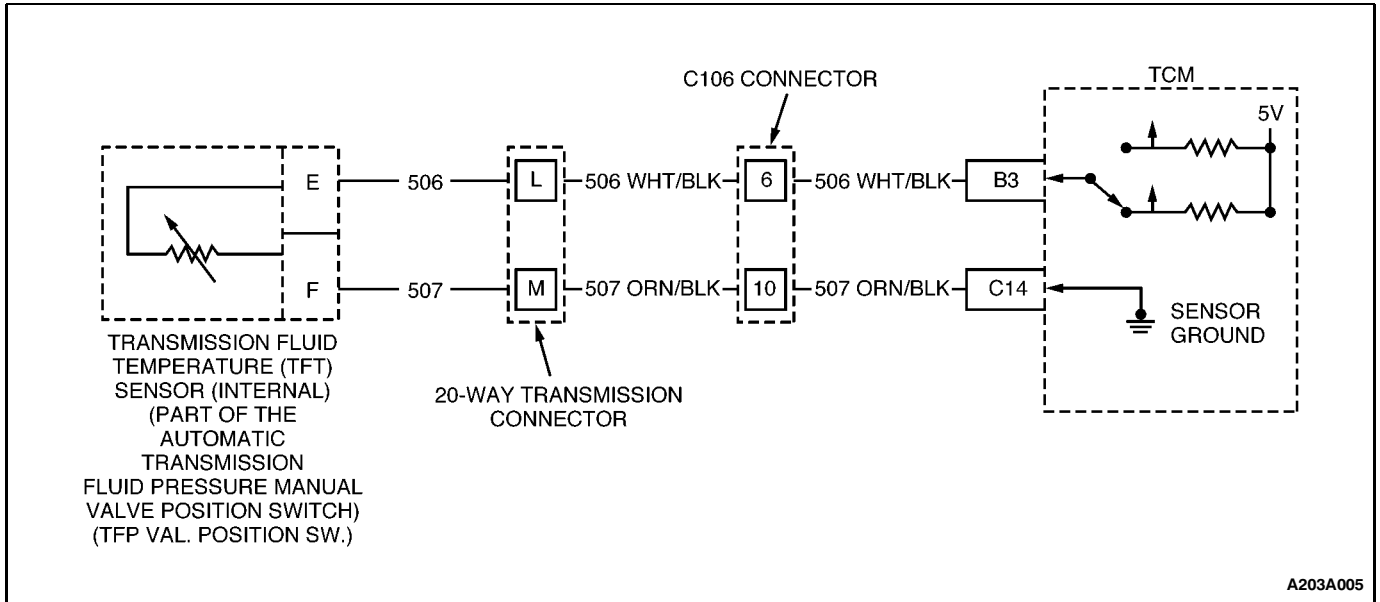 C106 CONNECTOR
TCM
5V
E
506
L
506 WHT/BLK
6
506 WHT/BLK
B3
F
507
M
507 ORN/BLK
10
507 ORN/BLK
C14
SENSOR
GROUND
TRANSMISSION FLUID
TEMPERATURE (TFT)
SENSOR (INTERNAL)
(PART OF THE
AUTOMATIC
TRANSMISSION
FLUID PRESSURE MANUAL
VALVE POSITION SWITCH)
(TFP VAL. POSITION SW.)
20-WAY TRANSMISSION
CONNECTOR
A203A005